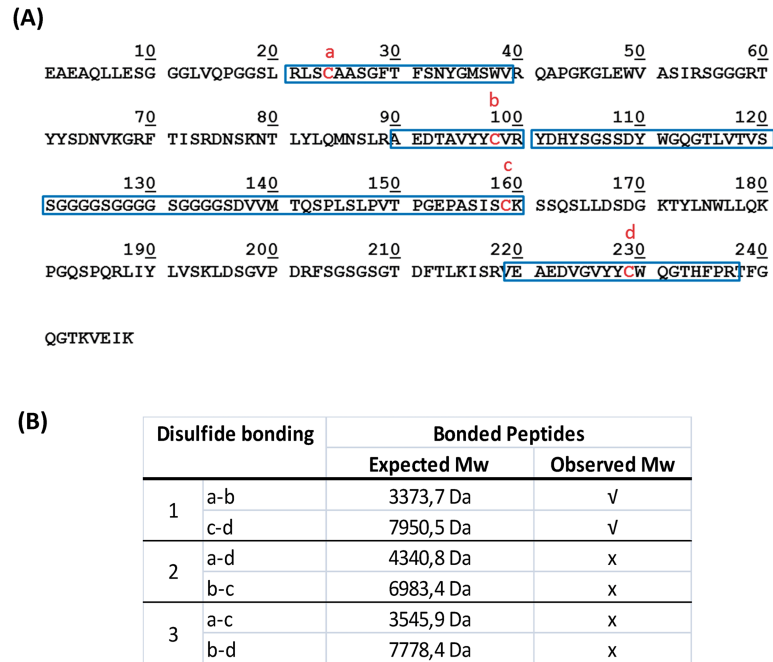 (A)
a
10 20 30 40 50 60
EAEAQLLESG GGLVQPGGSL RLSCAASGFT FSNYGMSWVR QAPGKGLEWV ASIRSGGGRT
b
70 80 90 100 110 120
YYSDNVKGRF TISRDNSKNT LYLQMNSLRA EDTAVYYCVR YDHYSGSSDY WGQGTLVTVS
c
130 140 150 160 170 180
SGGGGSGGGG SGGGGSDVVM TQSPLSLPVT PGEPASISCK SSQSLLDSDG KTYLNWLLQK
d
190 200 210 220 230 240
PGQSPQRLIY LVSKLDSGVP DRFSGSGSGT DFTLKISRVE AEDVGVYYCW QGTHFPRTFG
QGTKVEIK
(B)
Disulfide bonding Bonded Peptides
Expected Mw Observed Mw
1 a-b 3373,7 Da √
c-d 7950,5 Da √
2 a-d 4340,8 Da x
b-c 6983,4 Da x
3 a-c 3545,9 Da x
b-d 7778,4 Da x